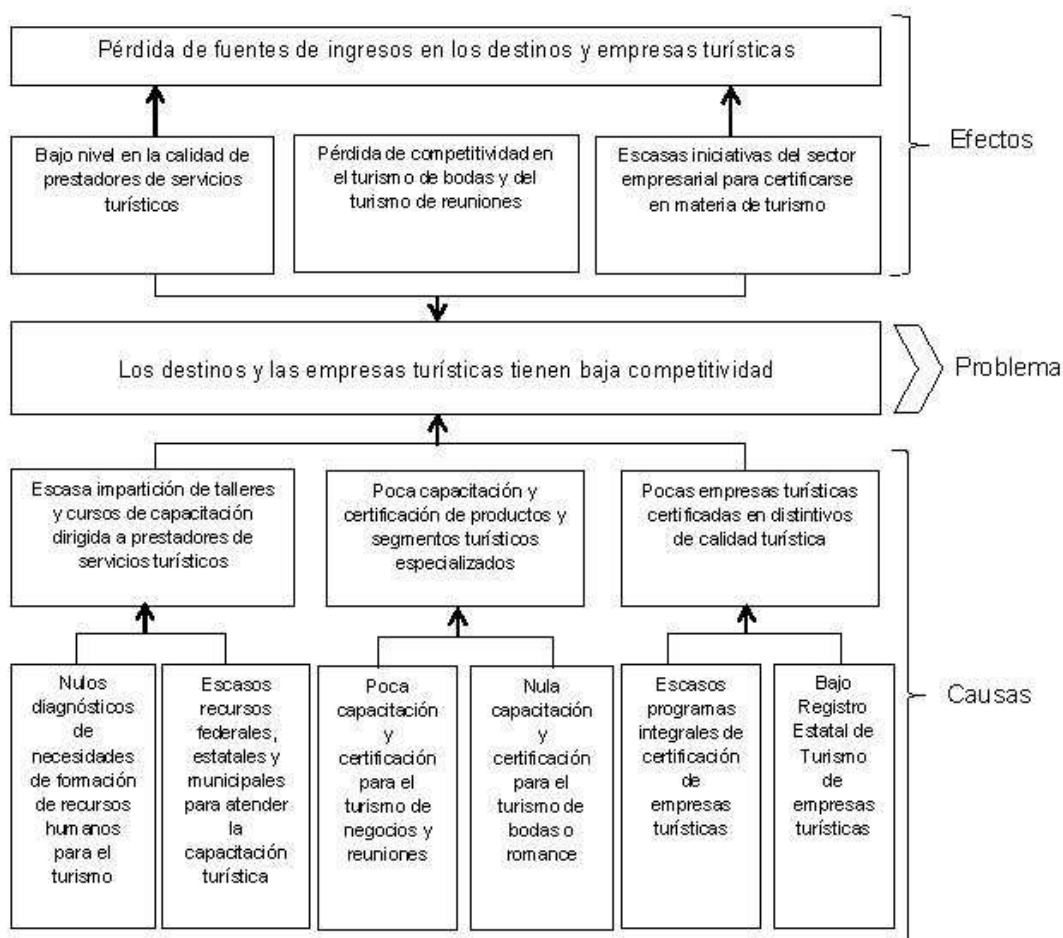 Pérdida de fuentes de ingresos en los destinos y empresas turísticas
Bajo nivel en la calidad de
prestadores de servicios
turísticos
Pérdida de competitividad en
el turismo de bodas y del
turismo de reuniones
Escasas iniciativas del sector
empresarial para certificarse
en materia de turismo
Efectos
Los destinos y las empresas turísticas tienen baja competitividad
Problema
Escasa impartición de talleres
y cursos de capacitación
dirigida a prestadores de
servicios turísticos
Poca capacitación y
certificación de productos y
segmentos turísticos
especializados
Pocas empresas turísticas
certificadas en distintivos
de calidad turística
Nulos
diagnósticos
de
necesidades
de formación
de recursos
humanos
para el
turismo
Escasos
recursos
federales,
estatales y
municipales
para atender
la
capacitación
turística
Poca
capacitación
y
certificación
para el
turismo de
negocios y
reuniones
Nula
capacitación
y
certificación
para el
turismo de
bodas o
romance
Escasos
programas
integrales de
certificación
de
empresas
turísticas
Bajo
Registro
Estatal de
Turismo
de
empresas
turísticas
Causas